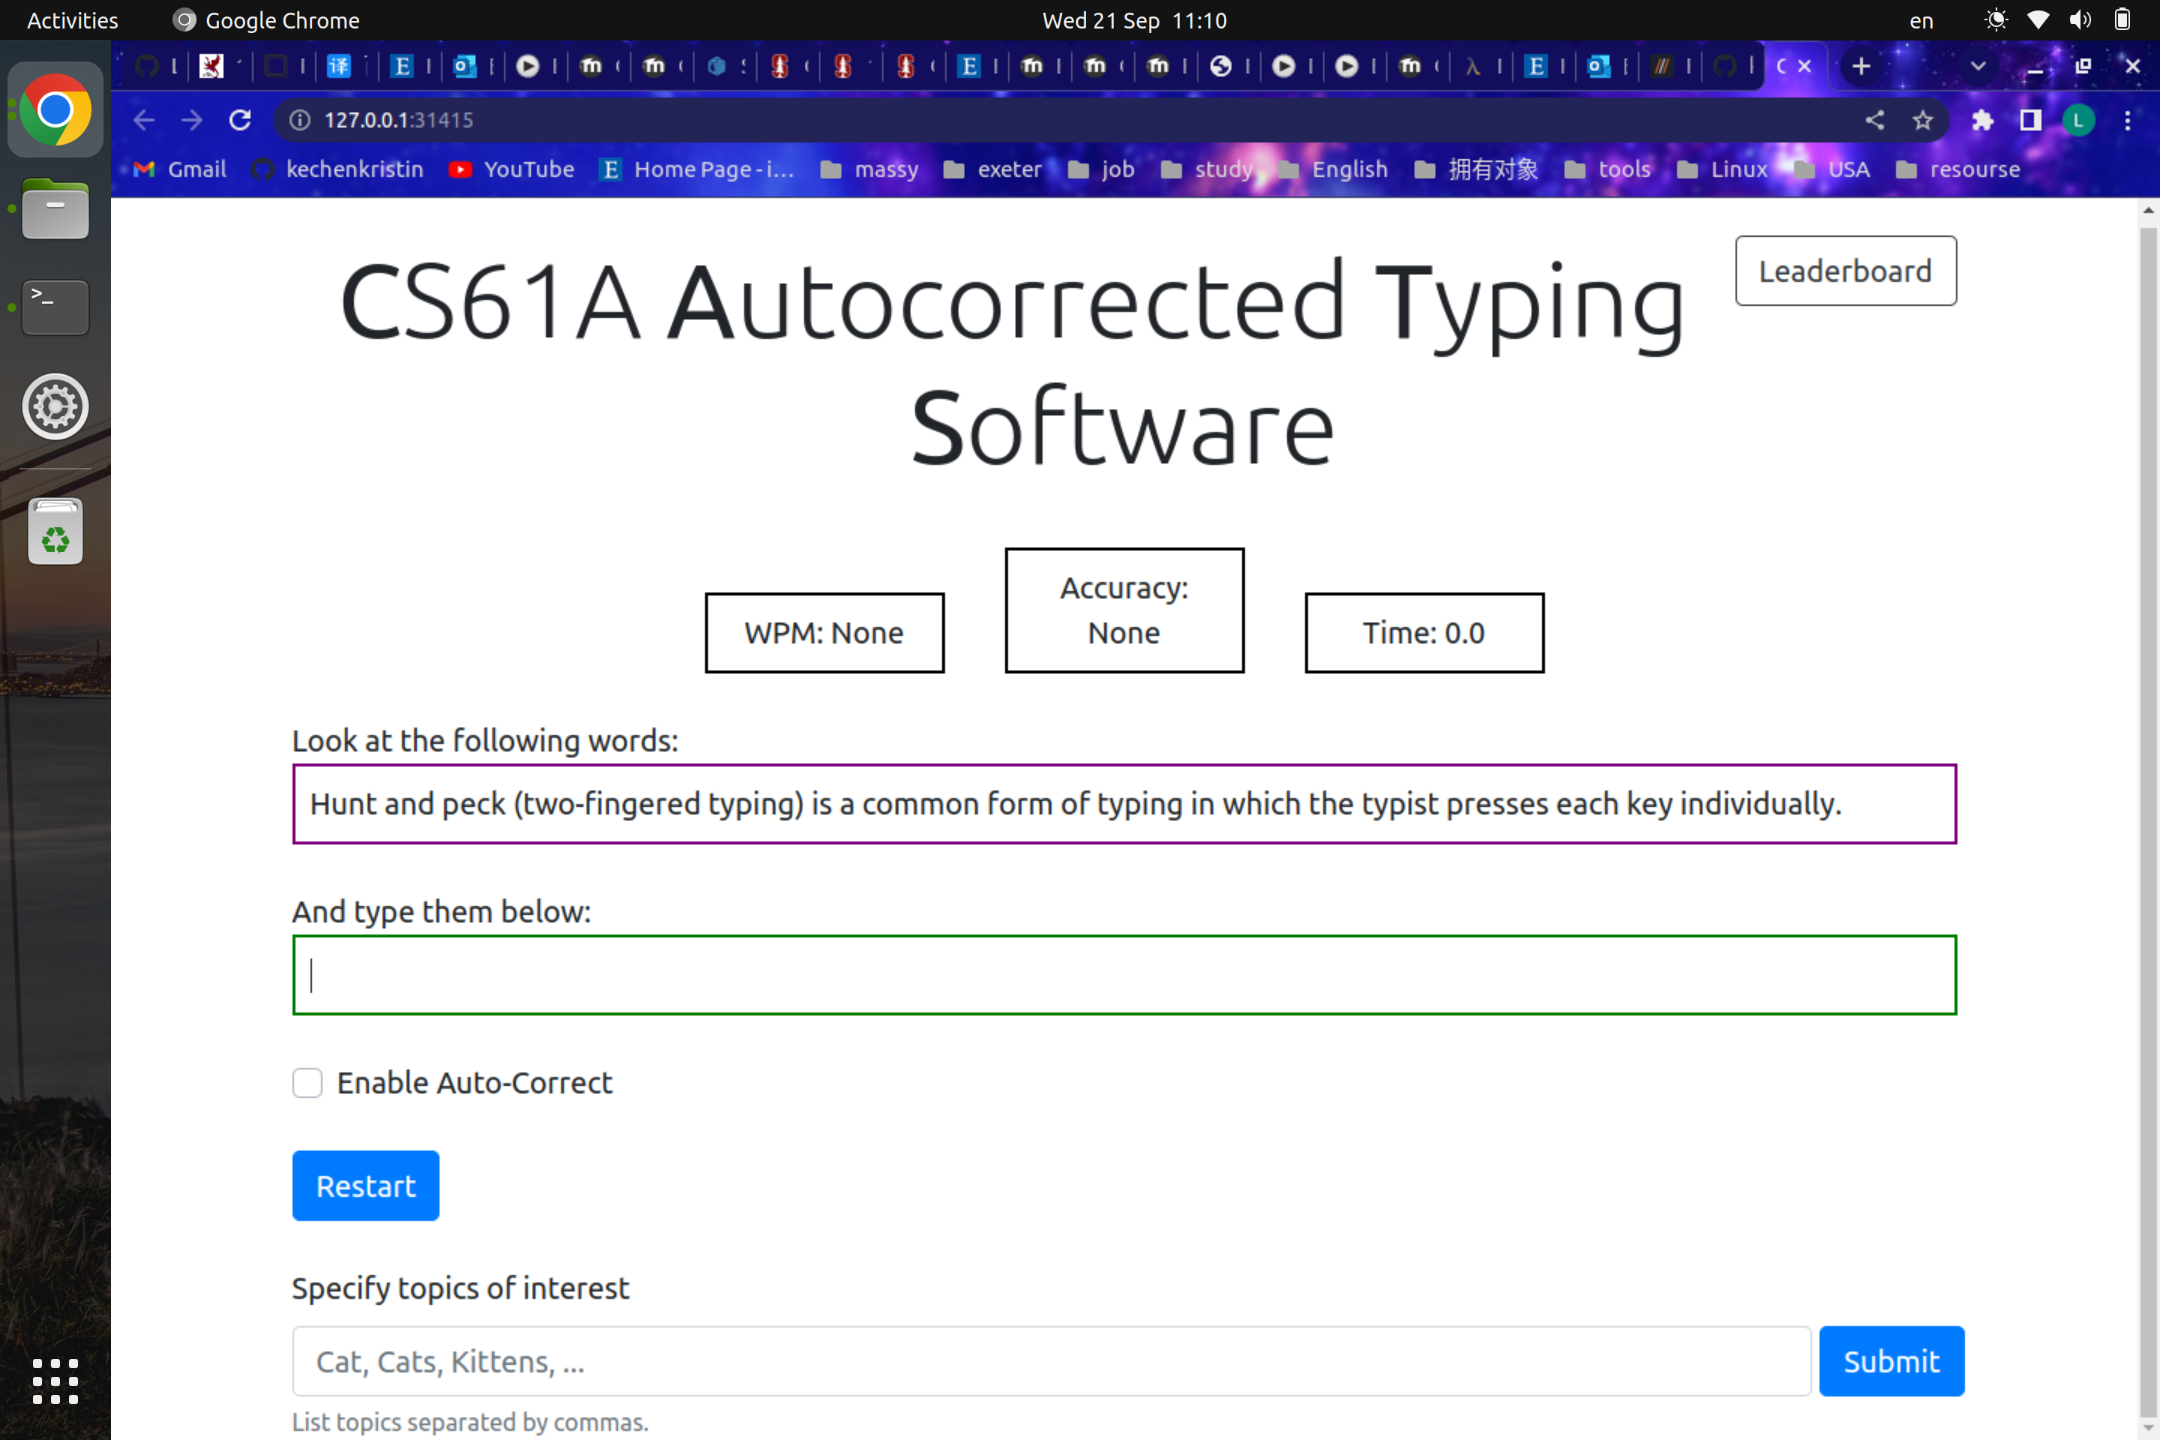 Activities
Google Chrome
Wed 21 Sep 11:10
en
127.0.0.1:31415
L
Gmail
kechenkristin
YouTube
Home Page - i...
massy
exeter
job
study
English
拥有对象
tools
Linux
USA
resourse
CS61A Autocorrected Typing
Software
Leaderboard
WPM: None
Accuracy:
None
Time: 0.0
Look at the following words:
Hunt and peck (two-fingered typing) is a common form of typing in which the typist presses each key individually.
And type them below:
Enable Auto-Correct
Restart
Specify topics of interest
Cat, Cats, Kittens, ...
Submit
List topics separated by commas.